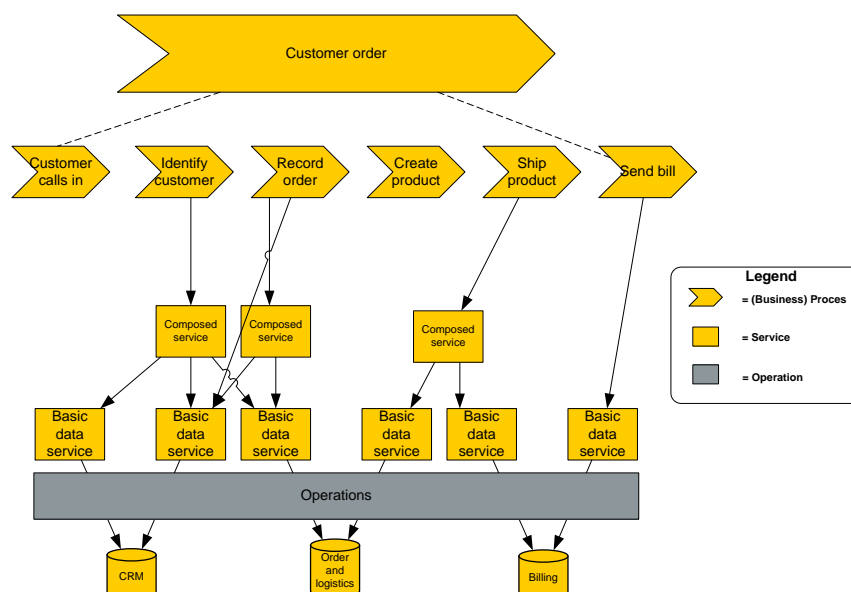 Customer order
Customer
calls in
Identify
customer
Record
order
Create
product
Ship
product
Send bill
Legend
= (Business) Proces
= Service
= Operation
Composed
service
Composed
service
Composed
service
Basic
data
service
Basic
data
service
Basic
data
service
Basic
data
service
Basic
data
service
Basic
data
service
Operations
CRM
Order
and
logistics
Billing